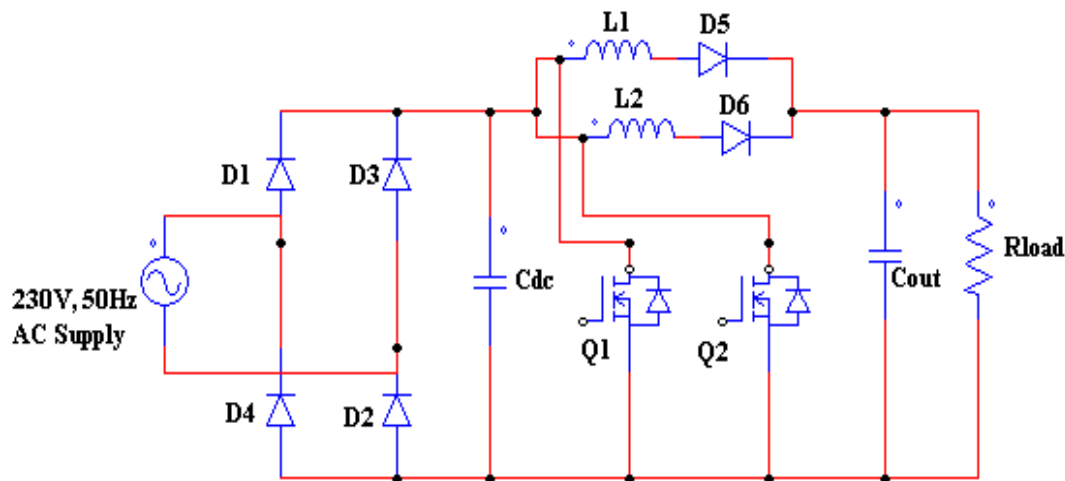 L1
D5
L2
D6
D1
D3
Cdc
Cout
Rload
230V, 50Hz
AC Supply
Q1
Q2
D4
D2